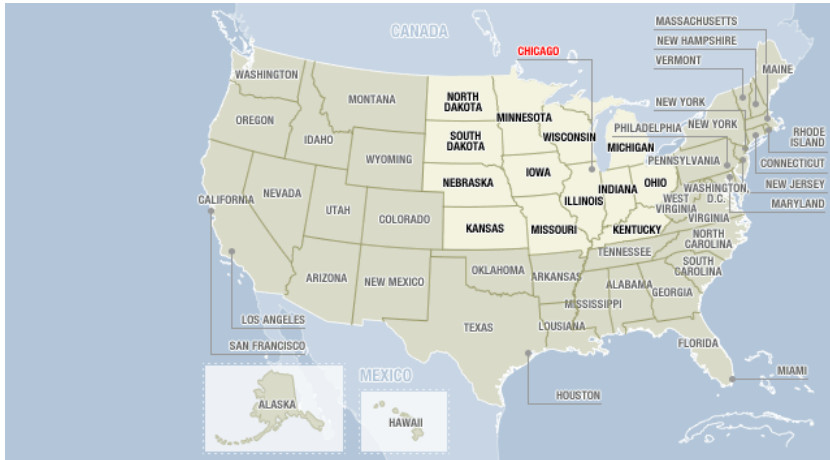 CANADA
MASSACHUSETTS
CHICAGO
NEW HAMPSHIRE
VERMONT
MAINE
WASHINGTON
MONTANA
NORTH
DAKOTA
MINNESOTA
NEW YORK
OREGON
IDAHO
SOUTH
DAKOTA
WISCONSIN
PHILADELPHIA
NEW YORK
RHODE
ISLAND
MICHIGAN
WYOMING
PENNSYLVANIA
CONNECTICUT
IOWA
NEBRASKA
OHIO
INDIANA
NEW JERSEY
WASHINGTON,
D.C.
CALIFORNIA
NEVADA
ILLINOIS
WEST
VIRGINIA
MARYLAND
UTAH
COLORADO
VIRGINIA
KANSAS
MISSOURI
KENTUCKY
NORTH
CAROLINA
TENNESSEE
SOUTH
CAROLINA
ARIZONA
NEW MEXICO
OKLAHOMA
ARKANSAS
ALABAMA
GEORGIA
MISSISSIPPI
LOS ANGELES
TEXAS
LOUSIANA
SAN FRANCISCO
FLORIDA
MEXICO
MIAMI
HOUSTON
ALASKA
HAWAII